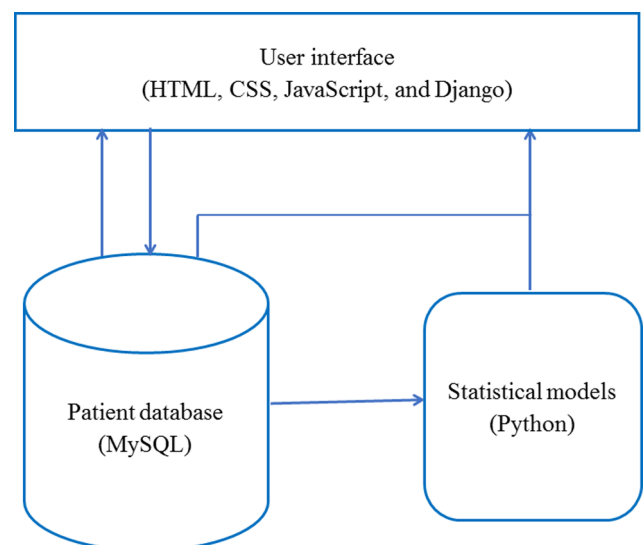 User interface
(HTML, CSS, JavaScript, and Django)
Patient database
(MySQL)
Statistical models
(Python)